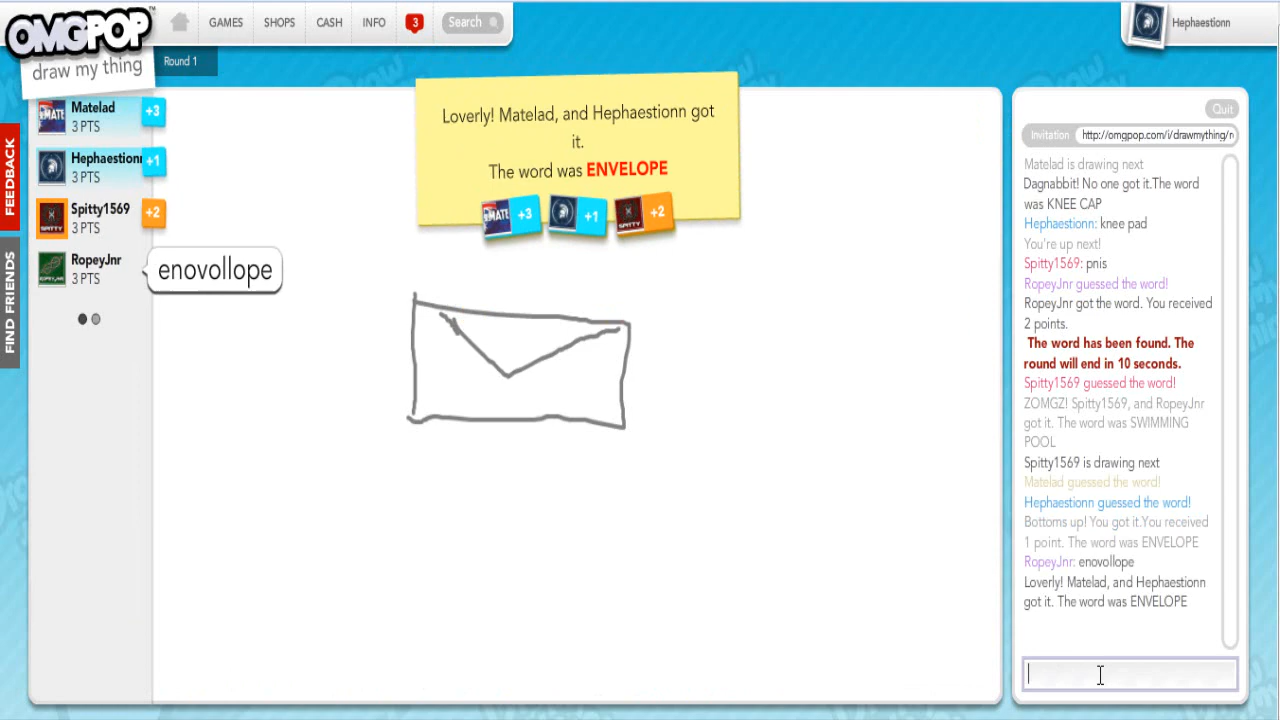 OMGPOP
draw my thing
GAMES
SHOPS
CASH
INFO
3
Search
Hephaestionn
Round 1
FEEDBACK
FIND FRIENDS
Matelad
3 PTS
+3
Hephaestionn
3 PTS
+1
Spitty1569
3 PTS
+2
RopeyJnr
3 PTS
enovollope
Loverly! Matelad, and Hephaestionn got
it.
The word was ENVELOPE
+3
+1
+2
Quit
Invitation http://omgpop.com/i/drawmything/
Matelad is drawing next
Dagnabbit! No one got it.The word
was KNEE CAP
Hephaestionn: knee pad
You're up next!
Spitty1569: pnis
RopeyJnr guessed the word!
RopeyJnr got the word. You received
2 points.
The word has been found. The
round will end in 10 seconds.
Spitty1569 guessed the word!
ZOMGZ! Spitty1569, and RopeyJnr
got it. The word was SWIMMING
POOL
Spitty1569 is drawing next
Matelad guessed the word!
Hephaestionn guessed the word!
Bottoms up! You got it.You received
1 point. The word was ENVELOPE
RopeyJnr: enovollope
Loverly! Matelad, and Hephaestionn
got it. The word was ENVELOPE